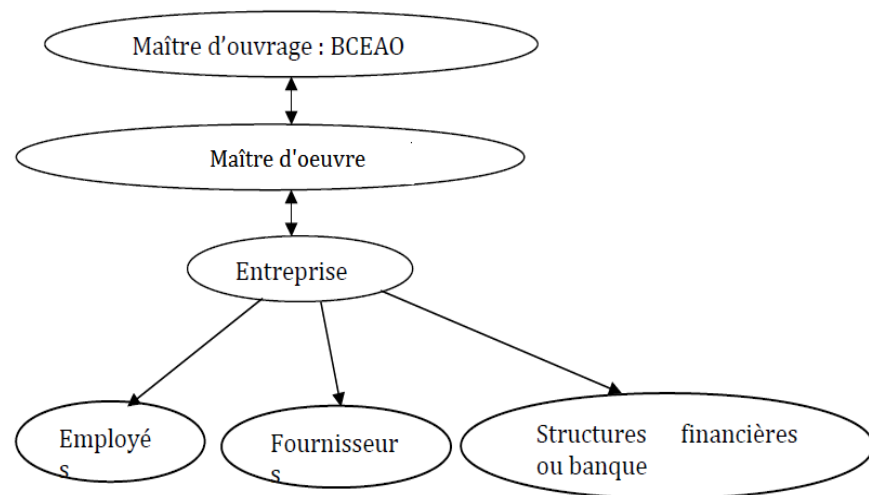 Maître d'ouvrage : BCEAO
Maître d'oeuvre
Entreprise
Employé
s
Fournisseur
s
Structures financières
ou banque